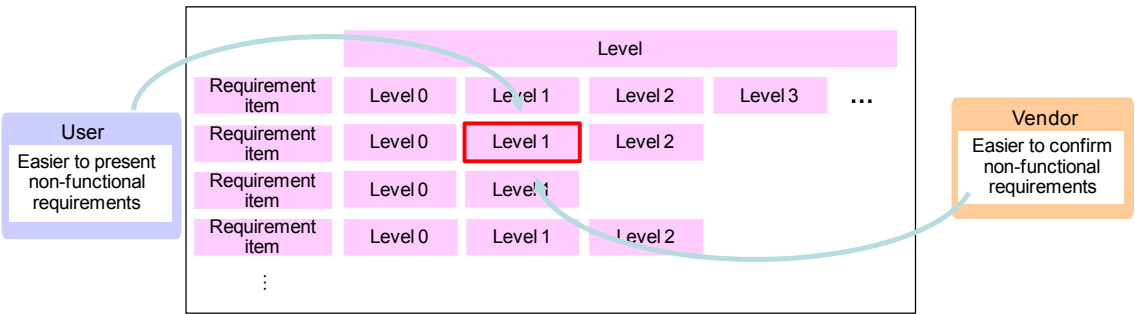 Level
Requirement
item
Level 0
Level 1
Level 2
Level 3
...
Requirement
item
Level 0
Level 1
Level 2
Requirement
item
Level 0
Level 1
Requirement
item
Level 0
Level 1
Level 2
⋮
User
Easier to present
non-functional
requirements
Vendor
Easier to confirm
non-functional
requirements